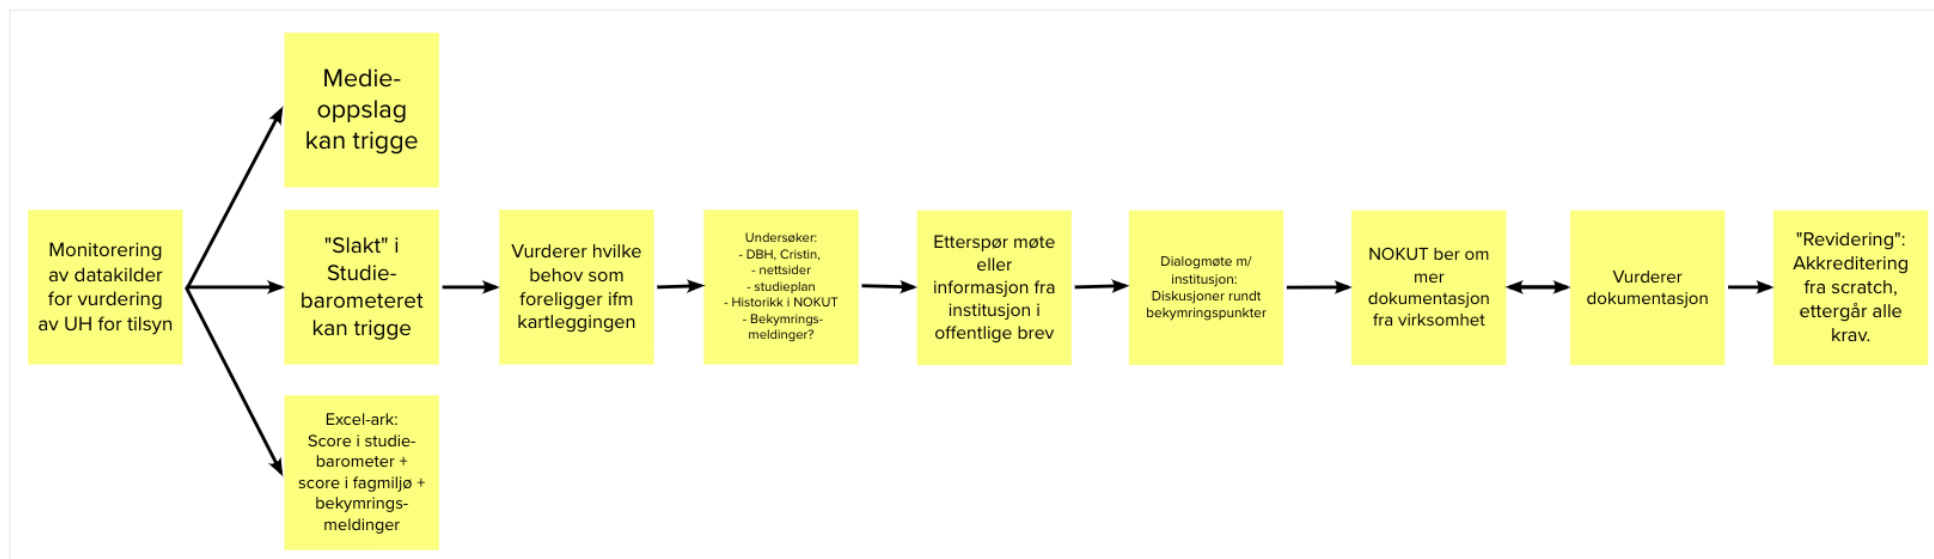 Monitorering
av datakilder
for vurdering
av UH for tilsyn
Medie-
oppslag
kan trigge
"Slakt" i
Studie-
barometeret
kan trigge
Excel-ark:
Score i studie-
barometer +
score i fagmiljø +
bekymrings-
meldinger
Vurderer hvilke
behov som
foreligger ifm
kartleggingen
Undersøker:
- DBH, Cristin,
- nettsider
- studieplan
- Historikk i NOKUT
- Bekymrings-
meldinger?
Etterspør møte
eller
informasjon fra
institusjon i
offentlige brev
Dialogmøte m/
institusjon:
Diskusjoner rundt
bekymringspunkter
NOKUT ber om
mer
dokumentasjon
fra virksomhet
Vurderer
dokumentasjon
"Revidering":
Akkreditering
fra scratch,
ettergår alle
krav.